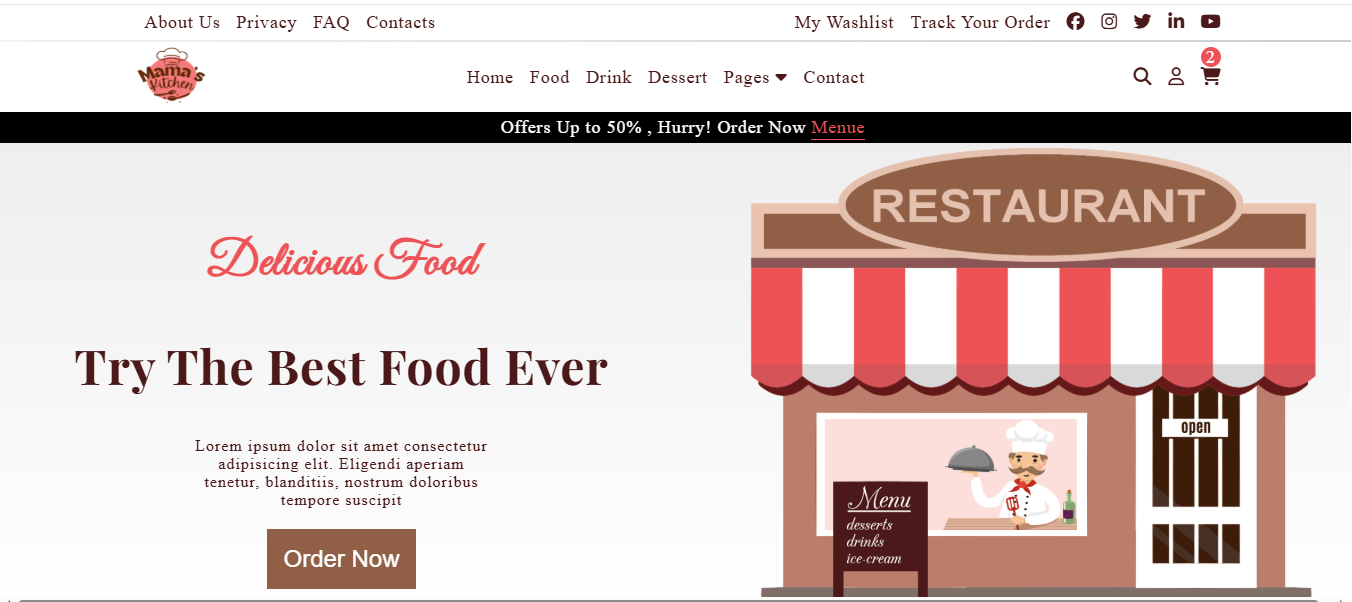 About Us Privacy FAQ Contacts My Washlist Track Your Order
2
Mama's
Kitchen
Home Food Drink Dessert Pages Contact
Offers Up to 50% , Hurry! Order Now Menue
RESTAURANT
Delicious Food
Try The Best Food Ever
open
Lorem ipsum dolor sit amet consectetur
adipisicing elit. Eligendi aperiam
tenetur, blanditiis, nostrum doloribus
tempore suscipit
Order Now
Menu
desserts
drinks
ice-cream